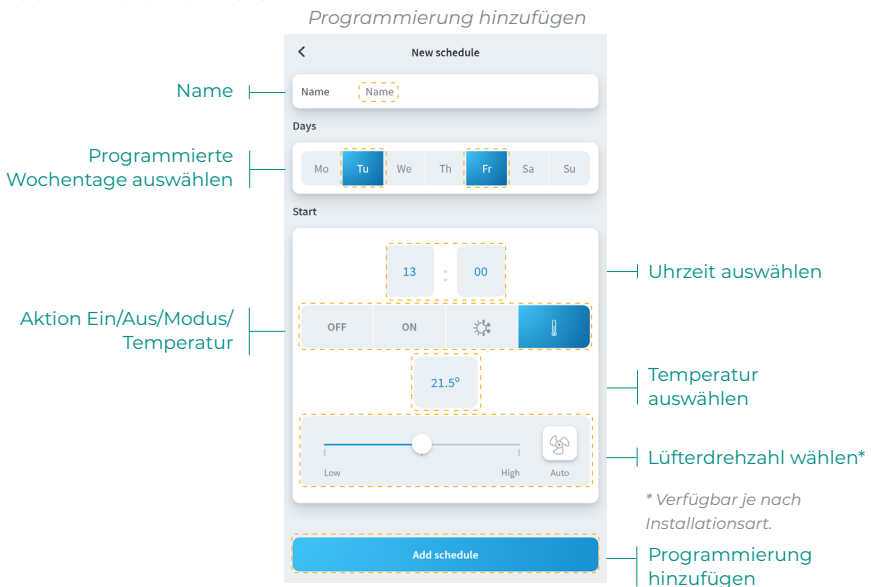 Programmierung hinzufügen
New schedule
Name
Name Name
Days
Programmierte
Wochentage auswählen
Mo Tu We Th Fr Sa Su
Start
13 : 00
Uhrzeit auswählen
Aktion Ein/Aus/Modus/
Temperatur
OFF ON
21.5°
Temperatur
auswählen
Low High Auto
Lüfterdrehzahl wählen*
* Verfügbar je nach
Installationsart.
Add schedule
Programmierung
hinzufügen